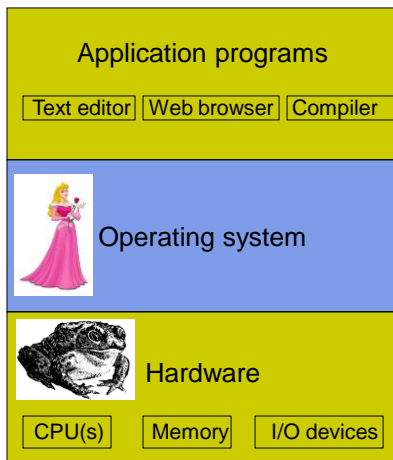 Application programs
Text editor Web browser Compiler
Operating system
Hardware
CPU(s) Memory I/O devices